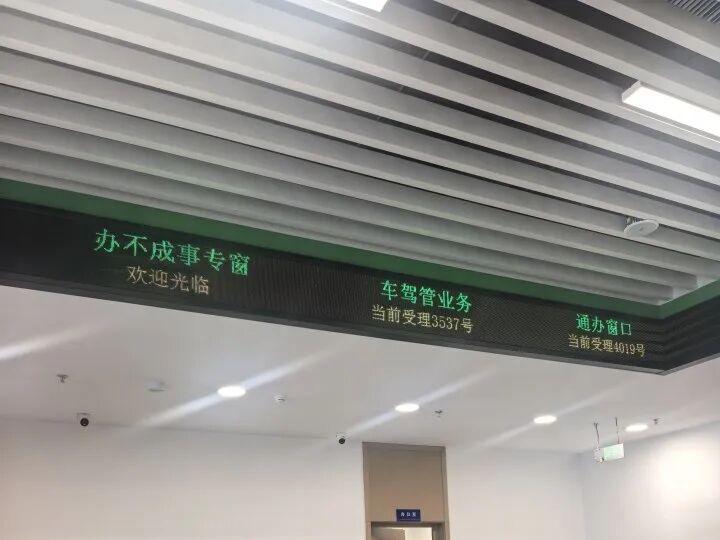 办不成事专窗
欢迎光临
车驾管业务
当前受理3537号
通办窗口
当前受理4019号